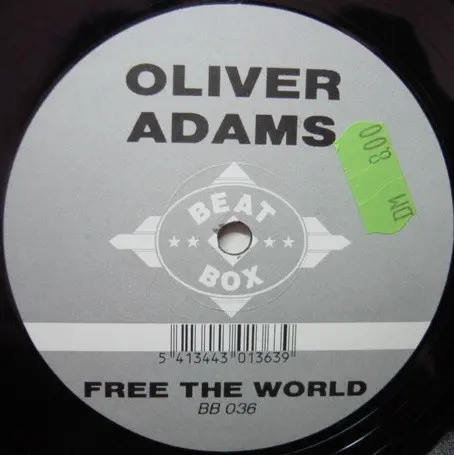 OLIVER
ADAMS
8.00
DM
BEAT
BOX
5 413443 013639
FREE THE WORLD
BB 036